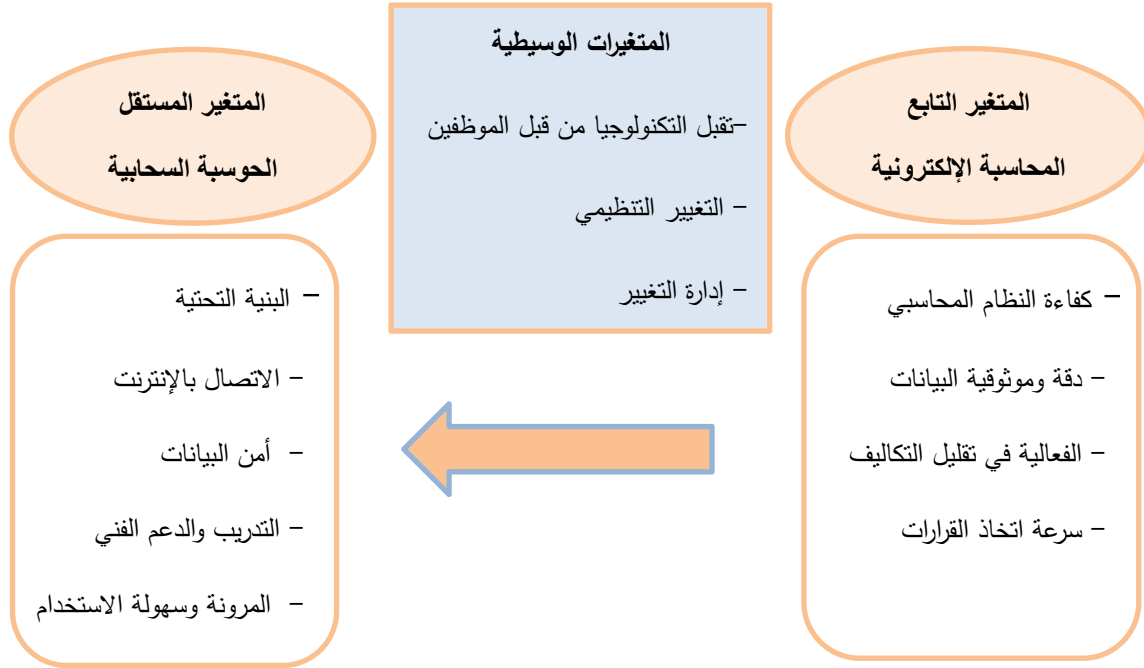 المتغير التابع
المحاسبة الإلكترونية
– كفاءة النظام المحاسبي
– دقة وموثوقية البيانات
– الفعالية في تقليل التكاليف
– سرعة اتخاذ القرارات
المتغيرات الوسيطية
–تقبل التكنولوجيا من قبل الموظفين
– التغيير التنظيمي
– إدارة التغيير
المتغير المستقل
الحوسبة السحابية
– البنية التحتية
– الاتصال بالإنترنت
– أمن البيانات
– التدريب والدعم الفني
– المرونة وسهولة الاستخدام